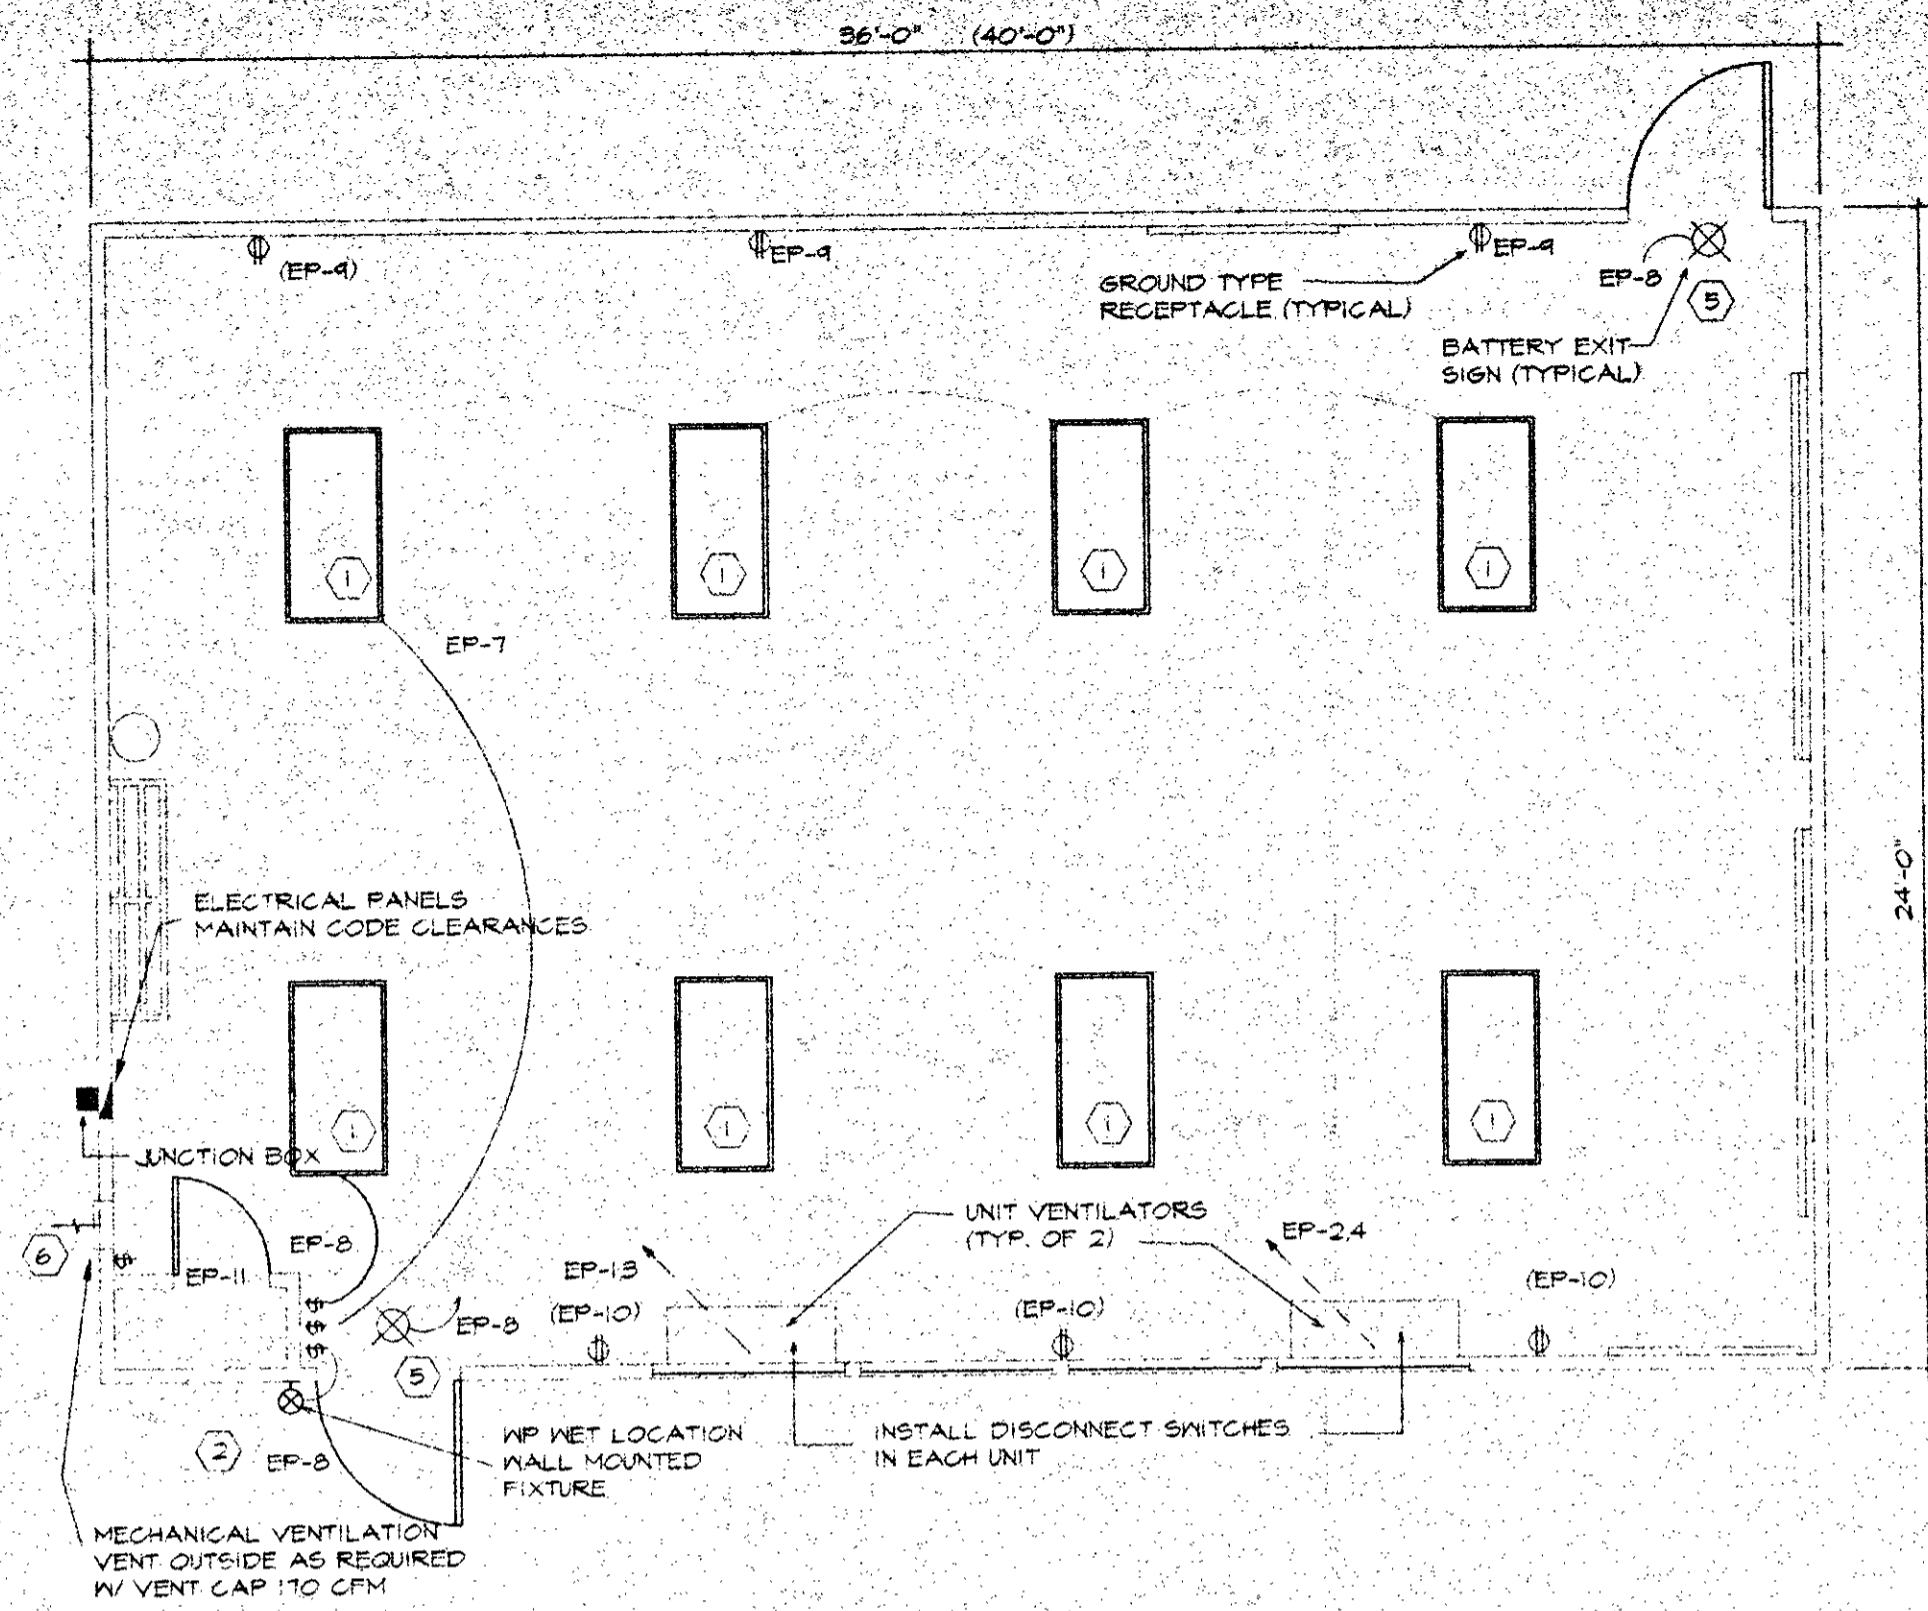 36'-0" (40'-0")
(EP-9)
EP-9
EP-9
EP-8
5
GROUND TYPE
RECEPTACLE (TYPICAL)
BATTERY EXIT
SIGN (TYPICAL)
1
1
1
1
EP-7
24'-0"
ELECTRICAL PANELS
MAINTAIN CODE CLEARANCES
1
1
1
1
JUNCTION BOX
UNIT VENTILATORS
(TYP. OF 2)
EP-2,4
6
EP-8
EP-11
EP-13
(EP-10)
(EP-10)
(EP-10)
$
$
$
$
EP-8
5
2
EP-8
WP WET LOCATION
WALL MOUNTED
FIXTURE
INSTALL DISCONNECT SWITCHES
IN EACH UNIT
MECHANICAL VENTILATION
VENT OUTSIDE AS REQUIRED
W/ VENT CAP 170 CFM